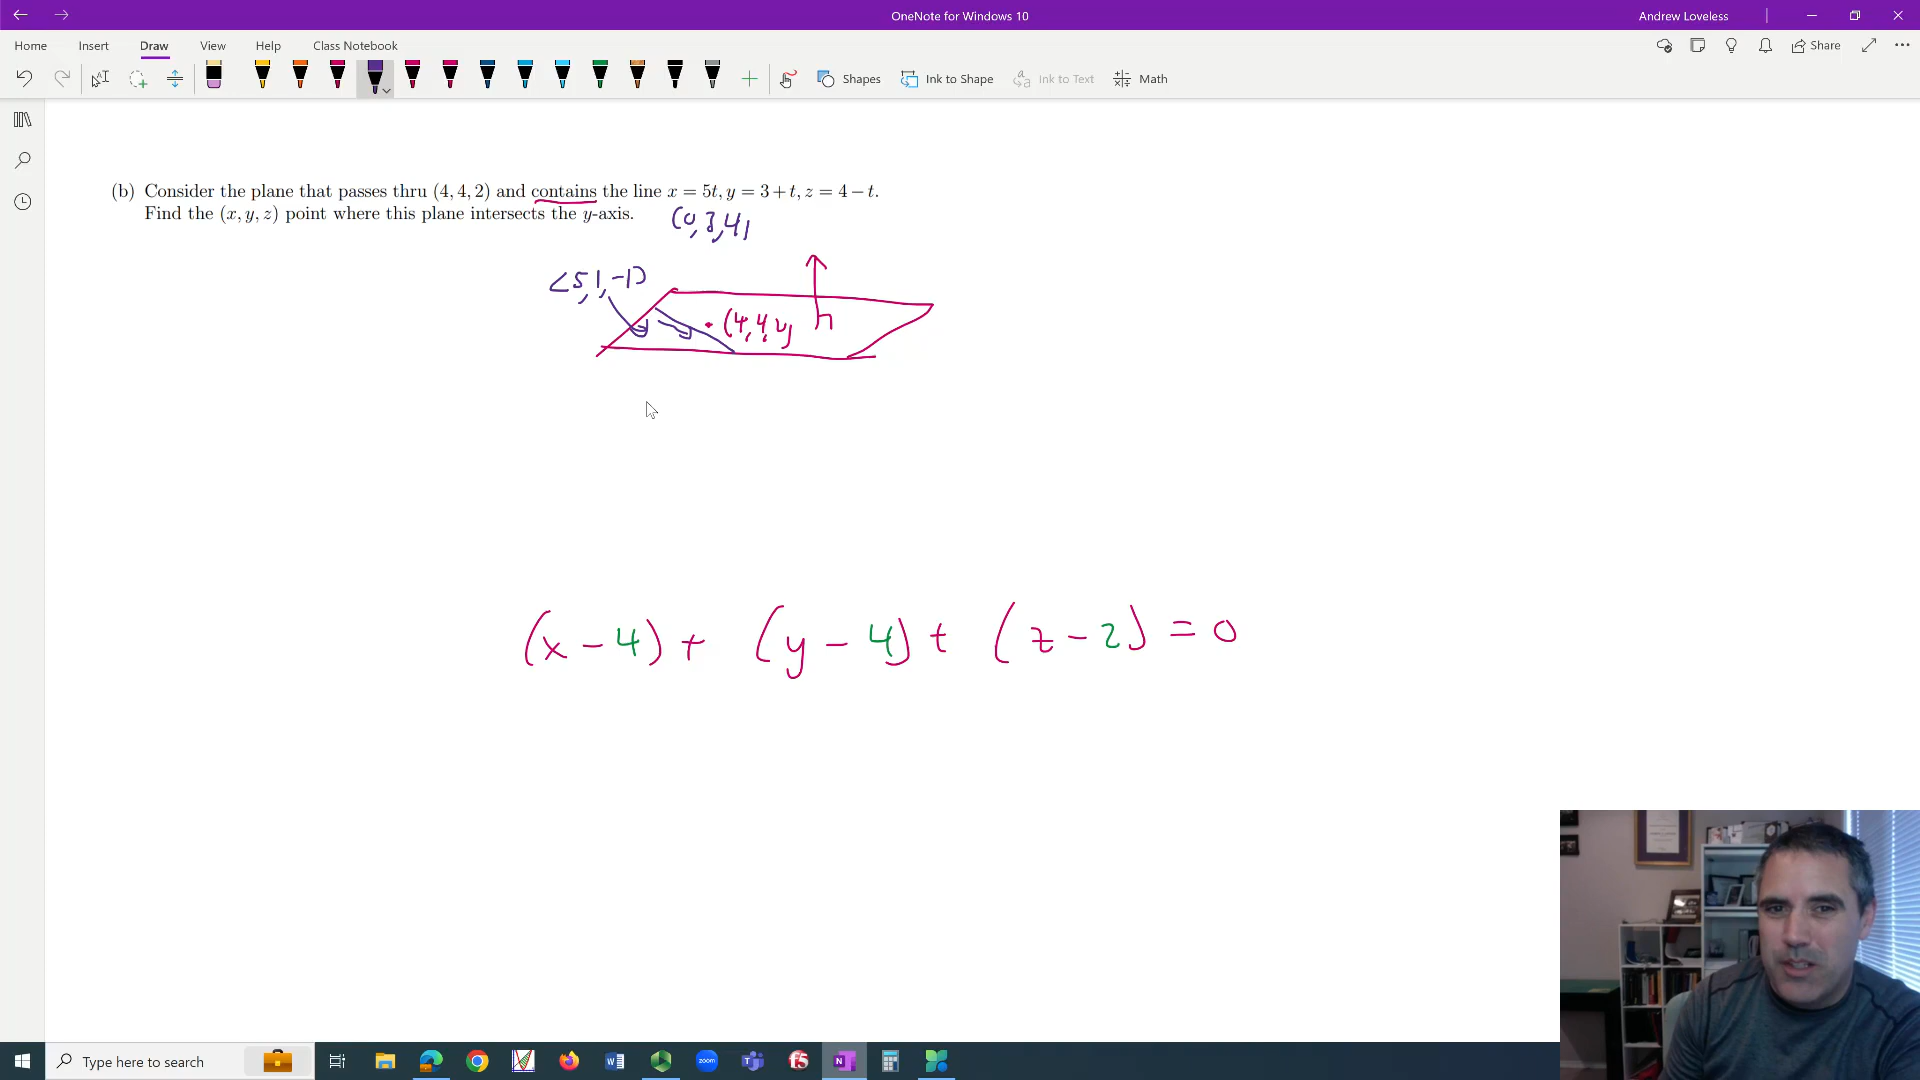 OneNote for Windows 10
Andrew Loveless
Home Insert Draw View Help Class Notebook
Share
Shapes Ink to Shape Ink to Text Math
(b) Consider the plane that passes thru (4, 4, 2) and contains the line x = 5t, y = 3 + t, z = 4 − t.
Find the (x, y, z) point where this plane intersects the y-axis.
(0, 3, 4)
<5, 1, -1>
(4, 4, 2)
n
(x - 4) + (y - 4) + (z - 2) = 0
Type here to search
zoom